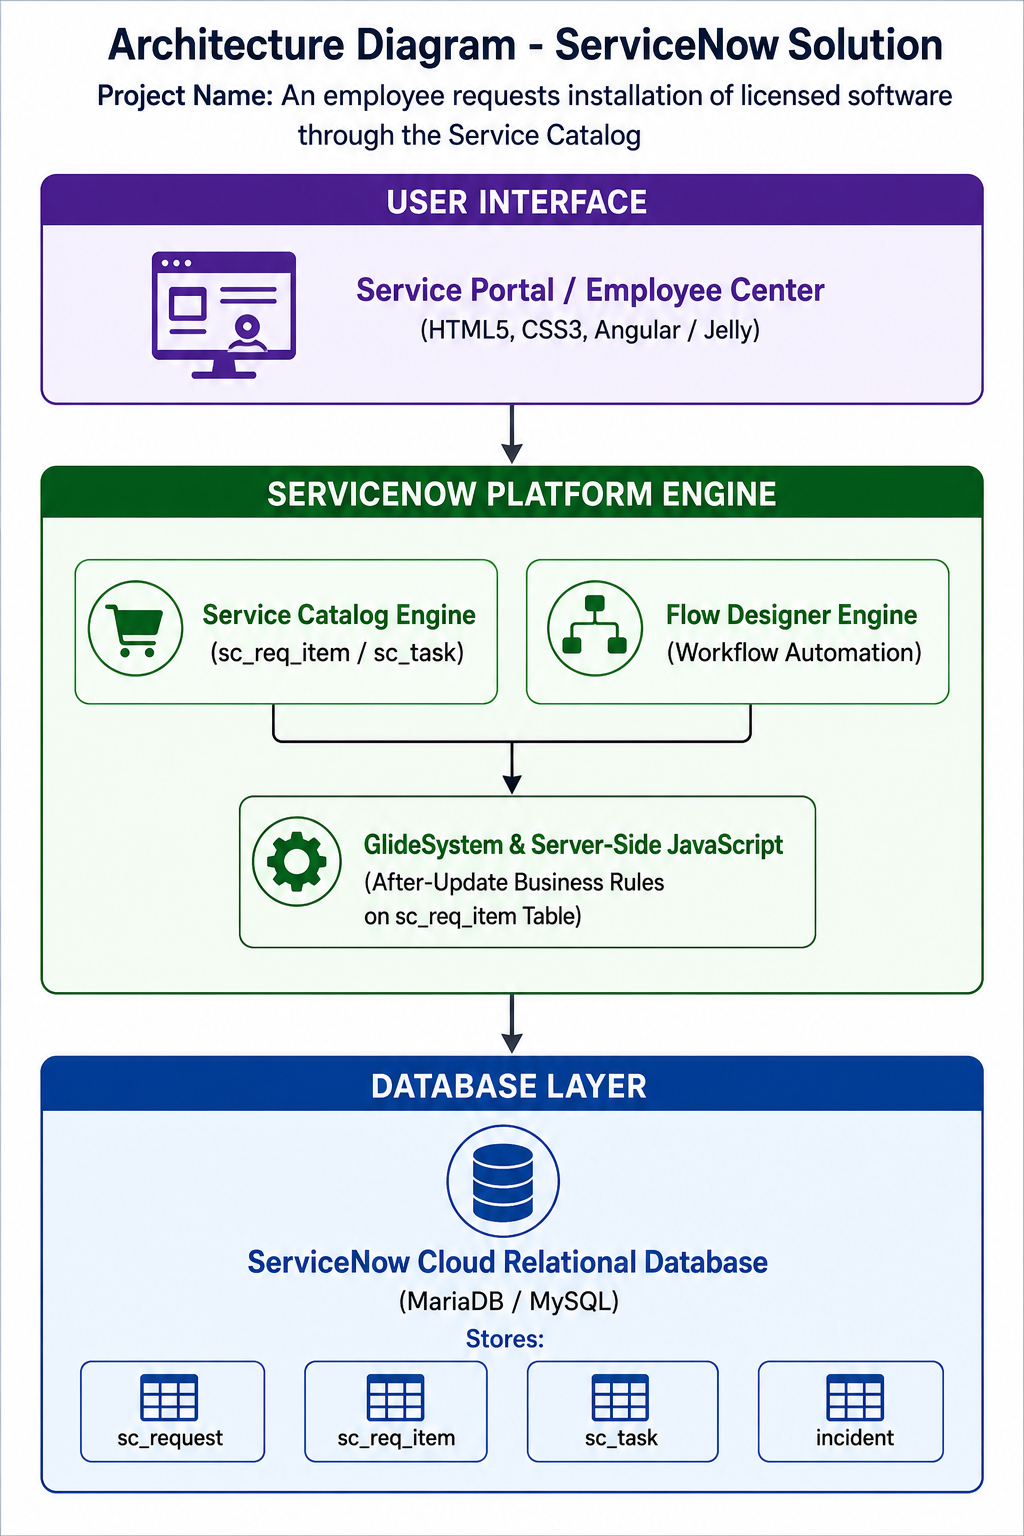 Architecture Diagram - ServiceNow Solution
Project Name: An employee requests installation of licensed software
through the Service Catalog
USER INTERFACE
Service Portal / Employee Center
(HTML5, CSS3, Angular / Jelly)
SERVICENOW PLATFORM ENGINE
Service Catalog Engine
(sc_req_item / sc_task)
Flow Designer Engine
(Workflow Automation)
GlideSystem & Server-Side JavaScript
(After-Update Business Rules
on sc_req_item Table)
DATABASE LAYER
ServiceNow Cloud Relational Database
(MariaDB / MySQL)
Stores:
sc_request
sc_req_item
sc_task
incident